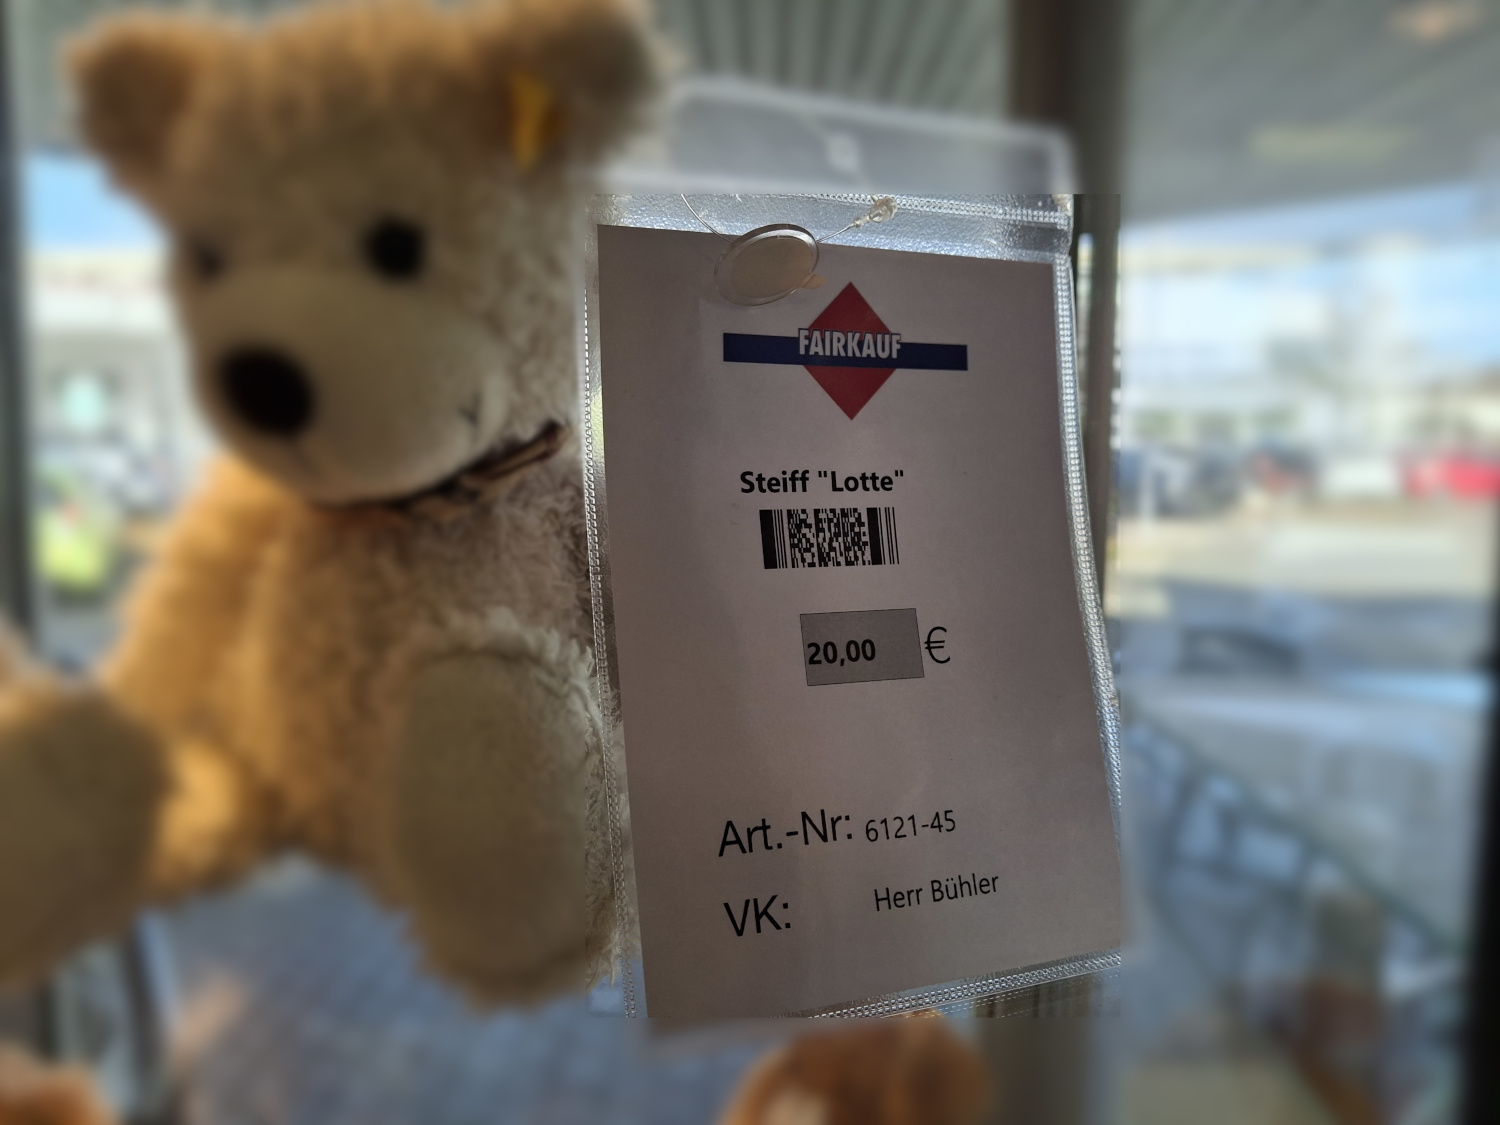 FAIRKAUF
Steiff "Lotte"
20,00 €
Art.-Nr: 6121-45
VK: Herr Bühler